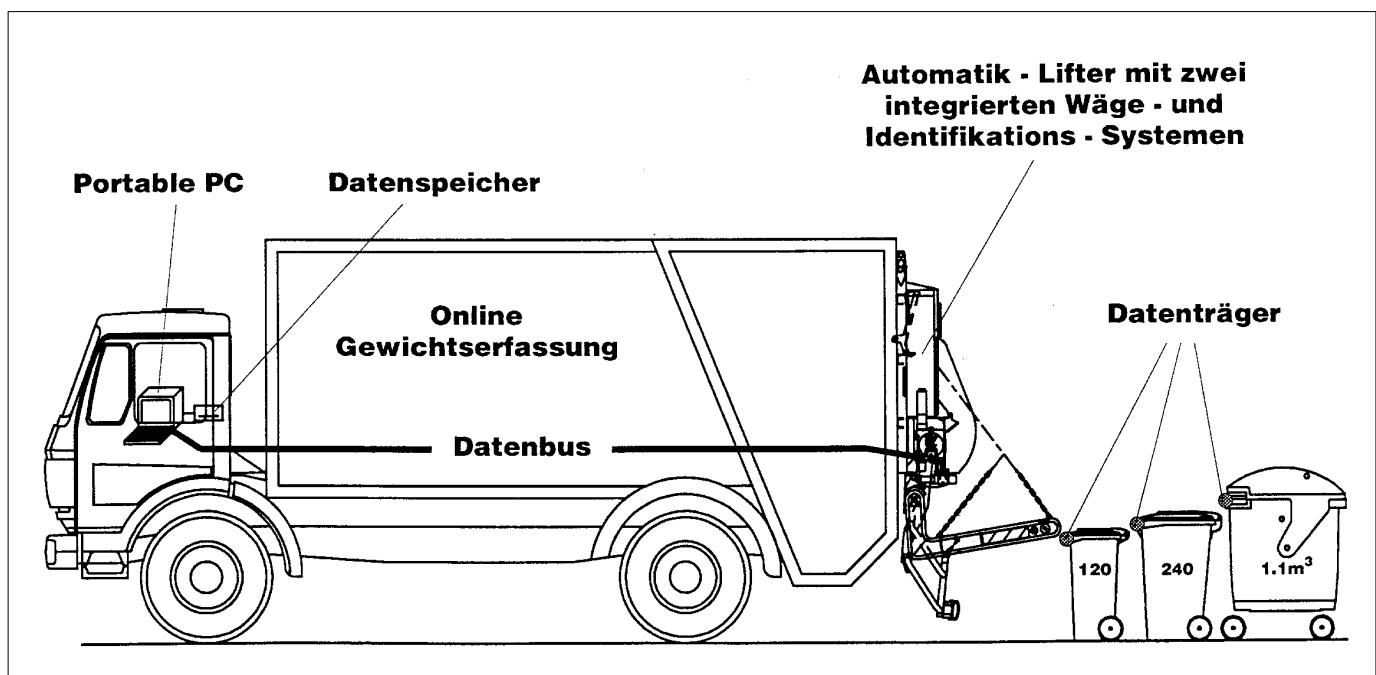 Automatik - Lifter mit zwei
integrierten Wäge - und
Identifikations - Systemen
Portable PC
Datenspeicher
Online
Gewichtserfassung
Datenträger
Datenbus
120
240
1.1m³